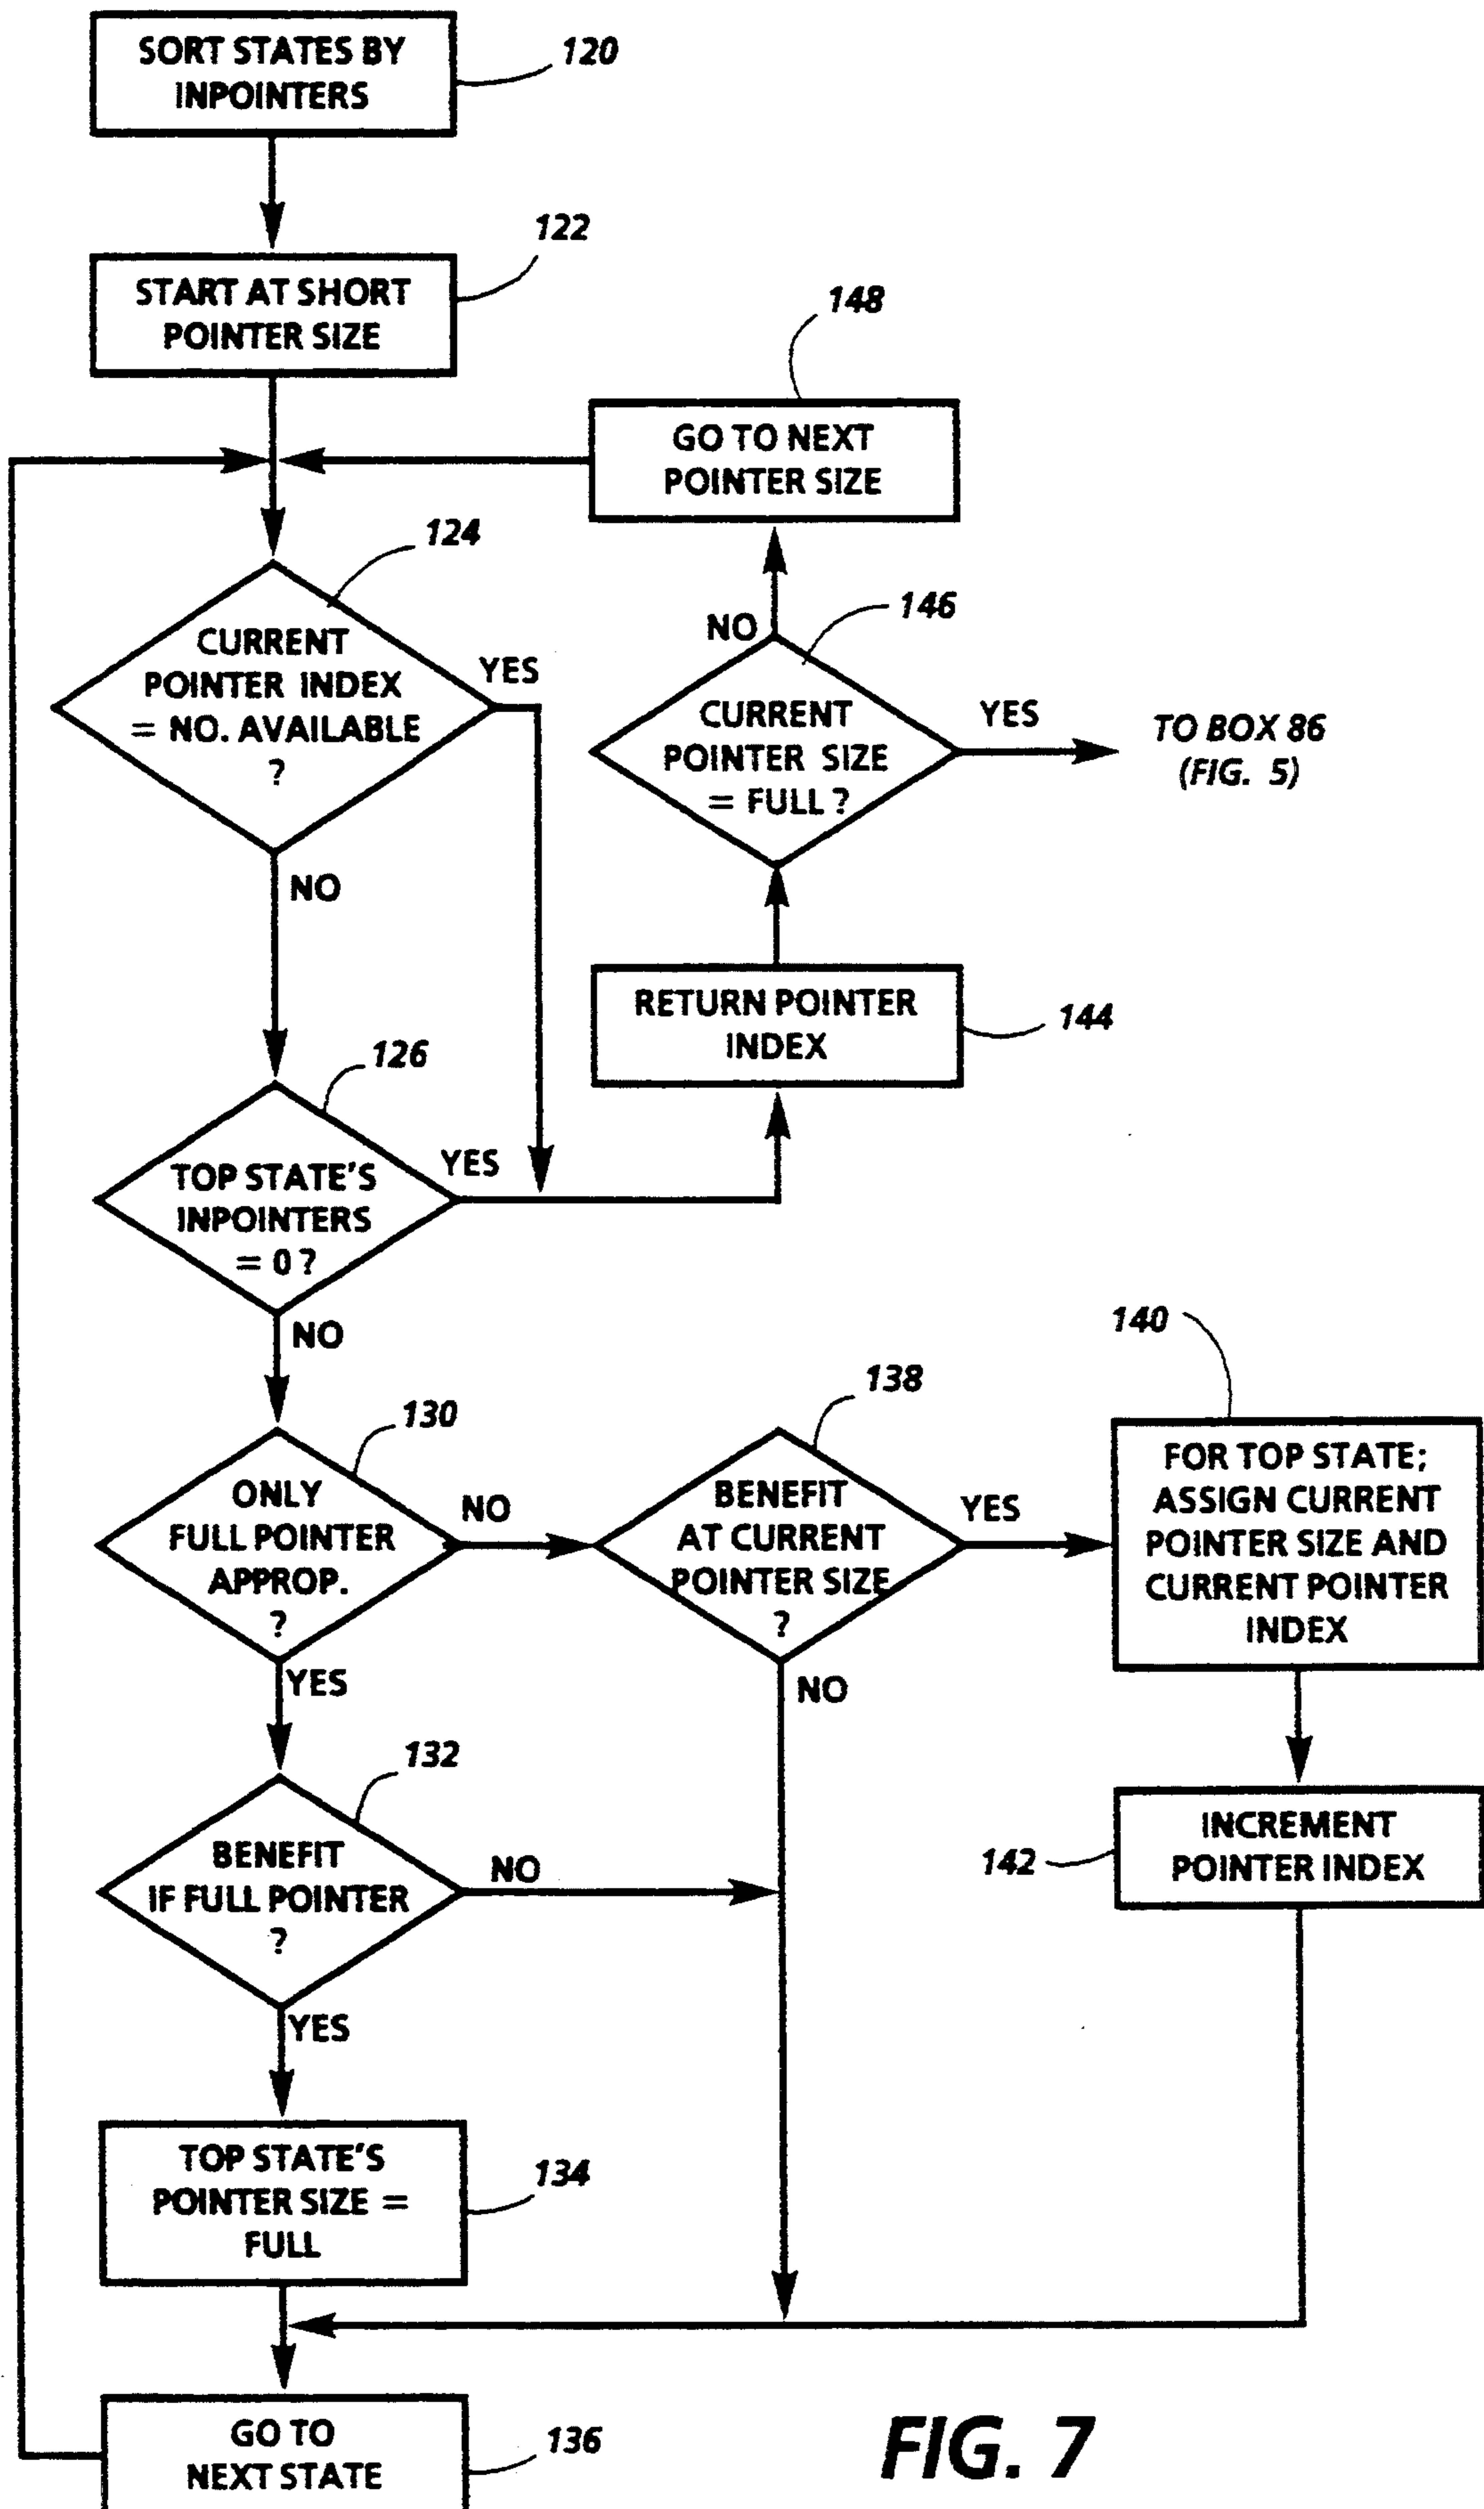 SORT STATES BY
INPOINTERS
120
START AT SHORT
POINTER SIZE
122
GO TO NEXT
POINTER SIZE
148
CURRENT
POINTER INDEX
= NO. AVAILABLE
?
124
YES
NO
CURRENT
POINTER SIZE
= FULL?
146
NO
YES
TO BOX 86
(FIG. 5)
RETURN POINTER
INDEX
144
TOP STATE'S
INPOINTERS
= 0?
126
YES
NO
ONLY
FULL POINTER
APPROP.
?
130
NO
YES
BENEFIT
AT CURRENT
POINTER SIZE
?
138
YES
NO
140
FOR TOP STATE;
ASSIGN CURRENT
POINTER SIZE AND
CURRENT POINTER
INDEX
BENEFIT
IF FULL POINTER
?
132
NO
YES
INCREMENT
POINTER INDEX
142
TOP STATE'S
POINTER SIZE =
FULL
134
GO TO
NEXT STATE
136
FIG. 7